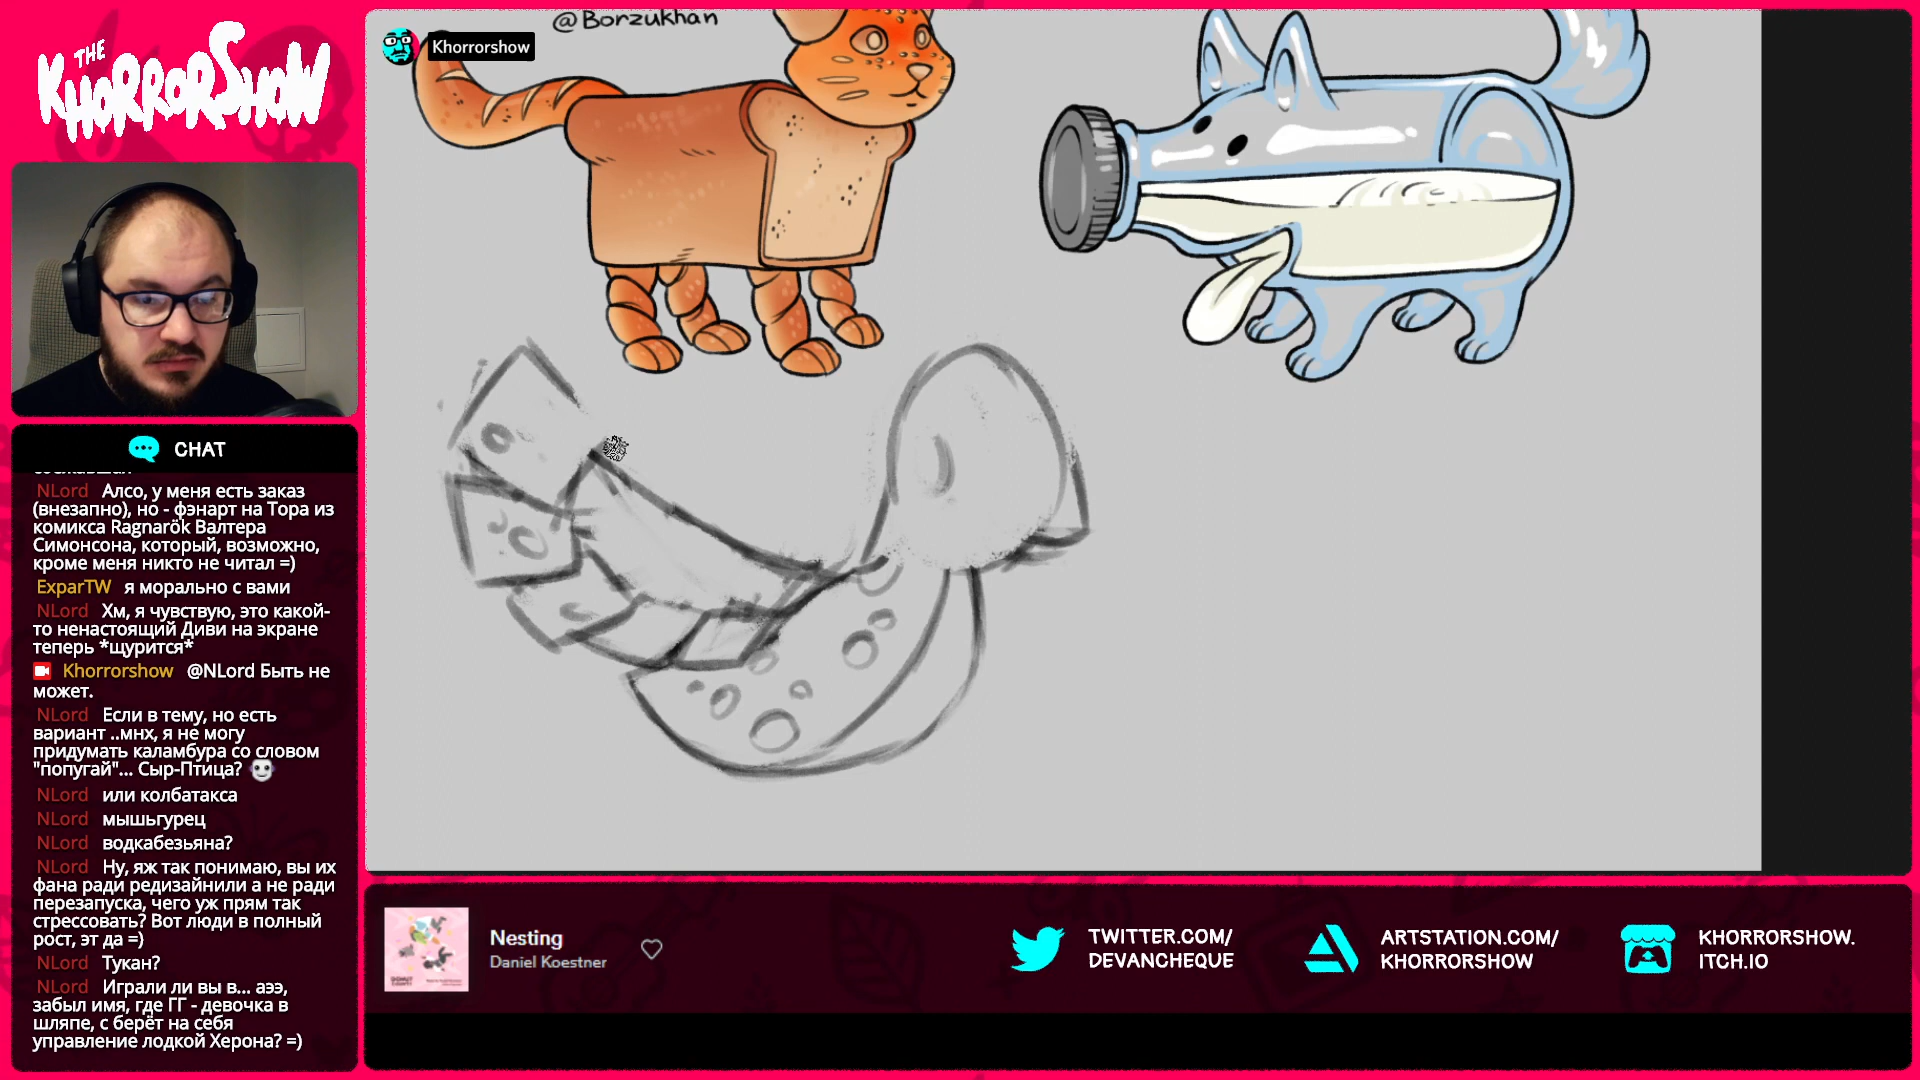 THE
KHORRORSHOW
@Borzukhan
Khorrorshow
CHAT
NLord Алсо, у меня есть заказ
(внезапно), но - фэнарт на Тора из
комикса Ragnarök Валтера
Симонсона, который, возможно,
кроме меня никто не читал =)
ExparTW я морально с вами
NLord Хм, я чувствую, это какой-
то ненастоящий Диви на экране
теперь *щурится*
Khorrorshow @NLord Быть не
может.
NLord Если в тему, но есть
вариант ..мнх, я не могу
придумать каламбура со словом
"попугай"... Сыр-Птица?
NLord или колбатакса
NLord мышьгурец
NLord водкабезьяна?
NLord Ну, яж так понимаю, вы их
фана ради редизайнили а не ради
перезапуска, чего уж прям так
стрессовать? Вот люди в полный
рост, эт да =)
NLord Тукан?
NLord Играли ли вы в... аээ,
забыл имя, где ГГ - девочка в
шляпе, с берёт на себя
управление лодкой Херона? =)
Nesting
Daniel Koestner
TWITTER.COM/
DEVANCHEQUE
ARTSTATION.COM/
KHORRORSHOW
KHORRORSHOW.
ITCH.IO